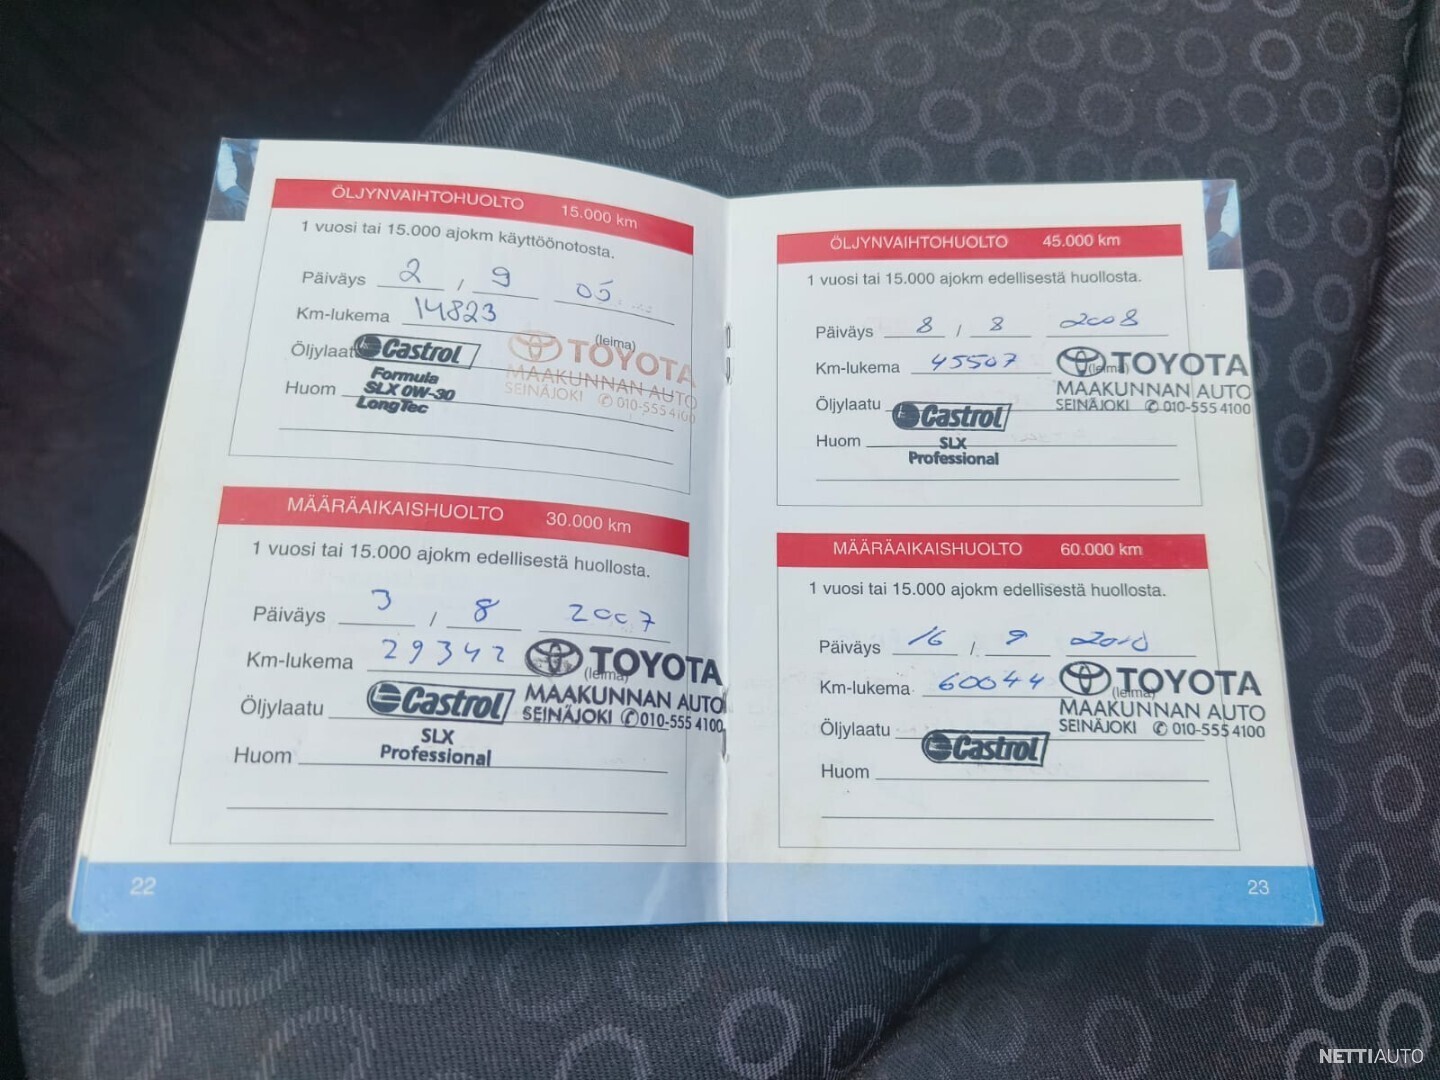 ÖLJYNVAIHTOHUOLTO 15.000 km
1 vuosi tai 15.000 ajokm käyttöönotosta.
Päiväys 2 / 9 05
Km-lukema 14823
(leima)
TOYOTA
MAAKUNNAN AUTO
SEINÄJOKI ✆ 010-555 4100
Öljylaat Castrol
Formula
Huom SLX 0W-30
LongTec
MÄÄRÄAIKAISHUOLTO 30.000 km
1 vuosi tai 15.000 ajokm edellisestä huollosta.
Päiväys 3 / 8 2007
Km-lukema 29342
(leima)
TOYOTA
MAAKUNNAN AUTO
SEINÄJOKI ✆ 010-555 4100
Öljylaatu Castrol
SLX
Professional
Huom
22
ÖLJYNVAIHTOHUOLTO 45.000 km
1 vuosi tai 15.000 ajokm edellisestä huollosta.
Päiväys 8 / 8 2008
Km-lukema 45507
(leima)
TOYOTA
MAAKUNNAN AUTO
SEINÄJOKI ✆ 010-555 4100
Öljylaatu Castrol
Huom SLX
Professional
MÄÄRÄAIKAISHUOLTO 60.000 km
1 vuosi tai 15.000 ajokm edellisestä huollosta.
Päiväys 16 / 9 2010
Km-lukema 60044
(leima)
TOYOTA
MAAKUNNAN AUTO
SEINÄJOKI ✆ 010-555 4100
Öljylaatu Castrol
Huom
23
NETTIAUTO